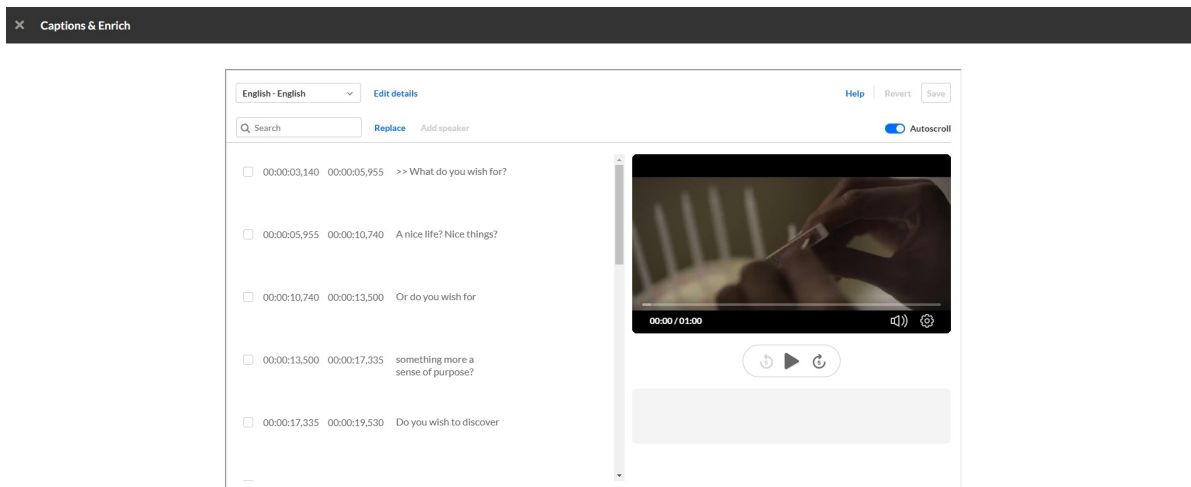 Captions & Enrich
English - English
Edit details
Help
Revert
Save
Search
Replace
Add speaker
Autoscroll
00:00:03,140 00:00:05,955 >> What do you wish for?
00:00:05,955 00:00:10,740 A nice life? Nice things?
00:00:10,740 00:00:13,500 Or do you wish for
00:00:13,500 00:00:17,335 something more a
sense of purpose?
00:00:17,335 00:00:19,530 Do you wish to discover
00:00 / 01:00
5
5